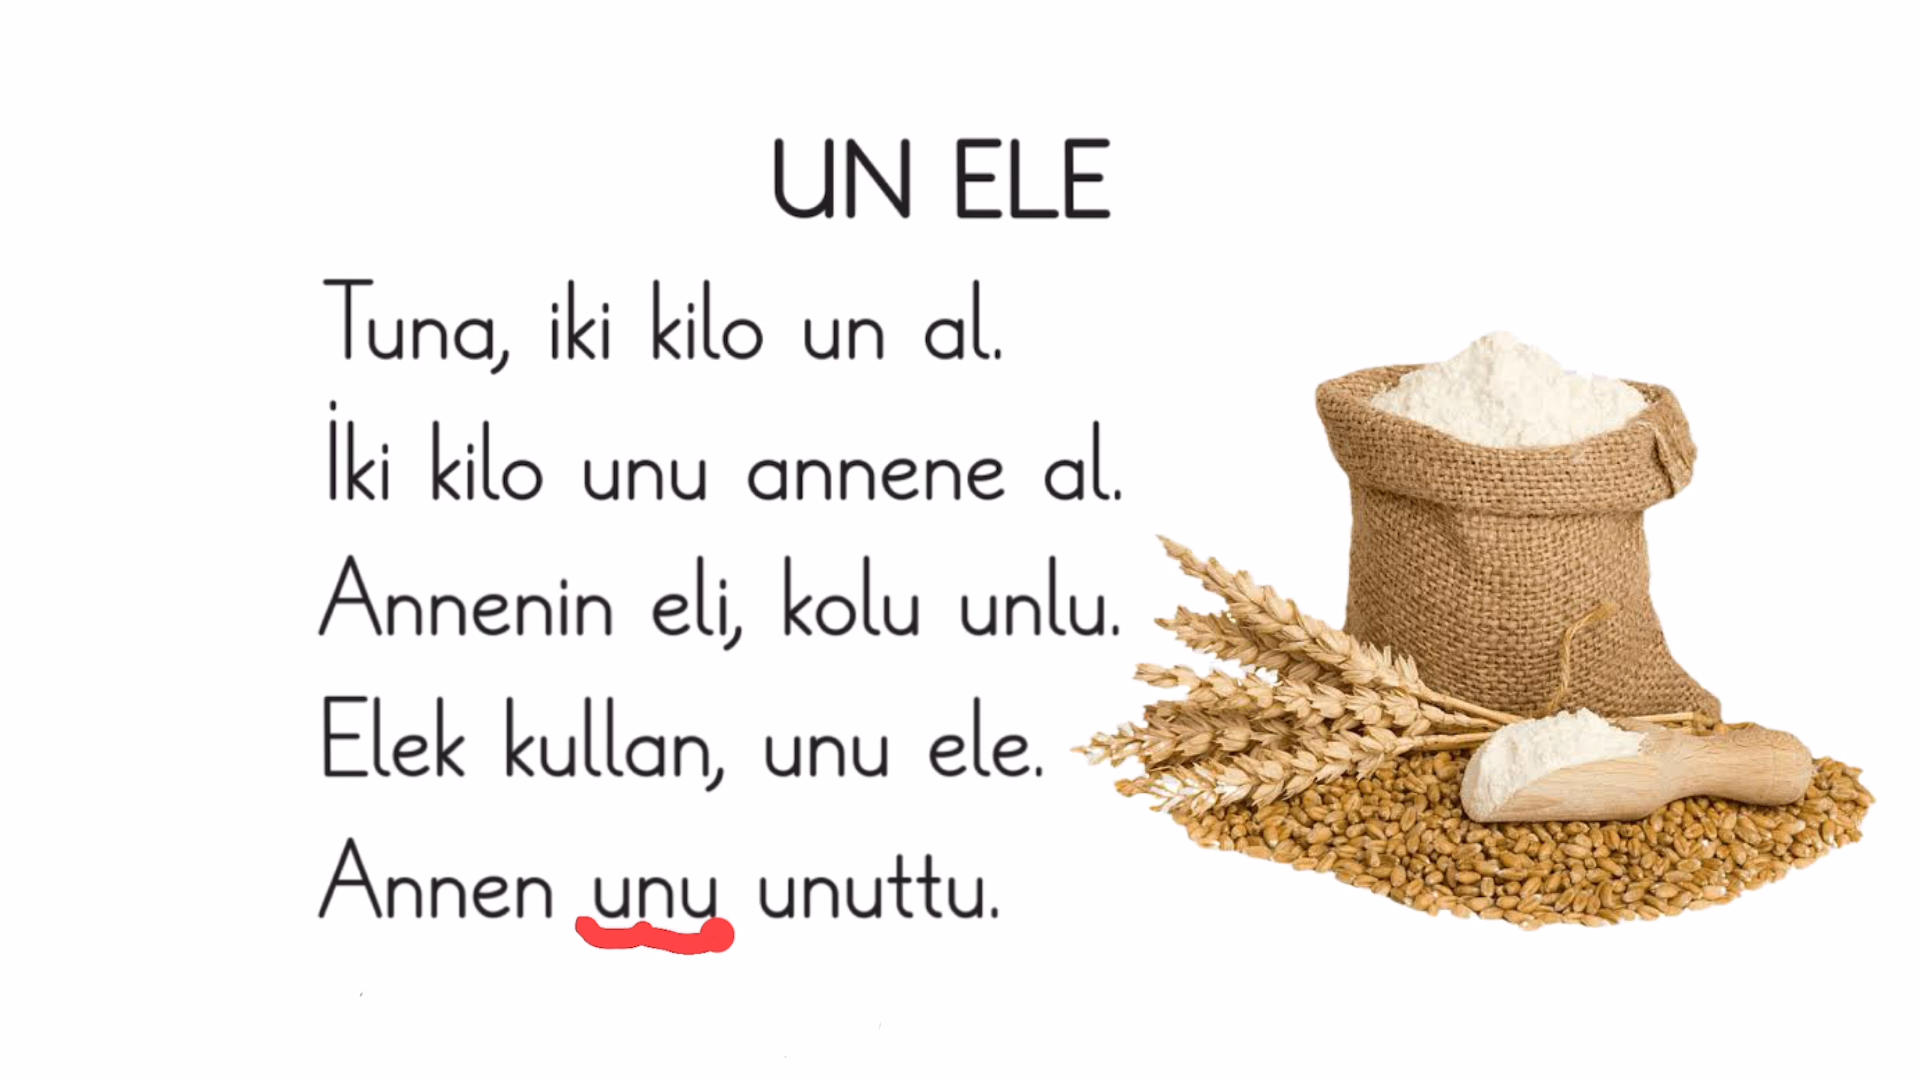 UN ELE
Tuna, iki kilo un al.
İki kilo unu annene al.
Annenin eli, kolu unlu.
Elek kullan, unu ele.
Annen unu unuttu.